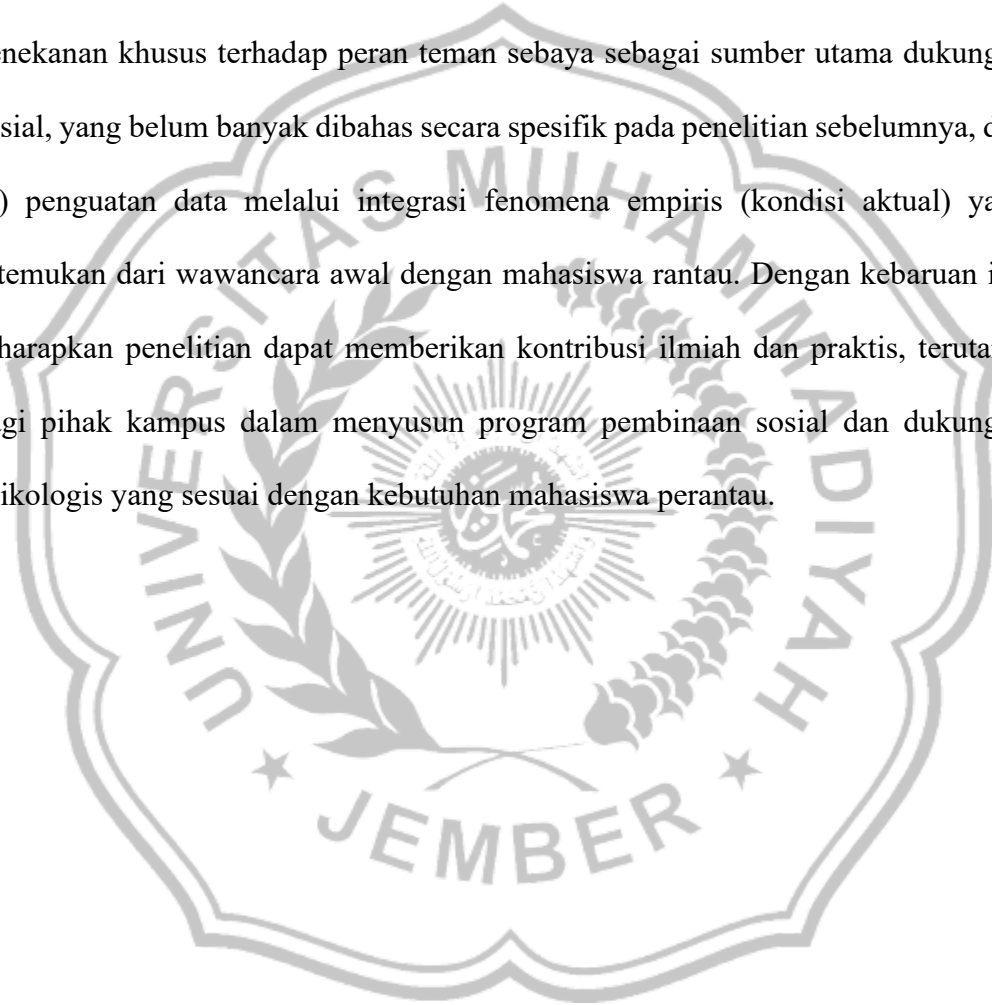 enekanan khusus terhadap peran teman sebaya sebagai sumber utama dukung
sial, yang belum banyak dibahas secara spesifik pada penelitian sebelumnya, d
) penguatan data melalui integrasi fenomena empiris (kondisi aktual) ya
temukan dari wawancara awal dengan mahasiswa rantau. Dengan kebaruan i
harapkan penelitian dapat memberikan kontribusi ilmiah dan praktis, teruta
gi pihak kampus dalam menyusun program pembinaan sosial dan dukung
ikologis yang sesuai dengan kebutuhan mahasiswa perantau.
UNIVERSITAS MUHAMMADIYAH
JEMBER